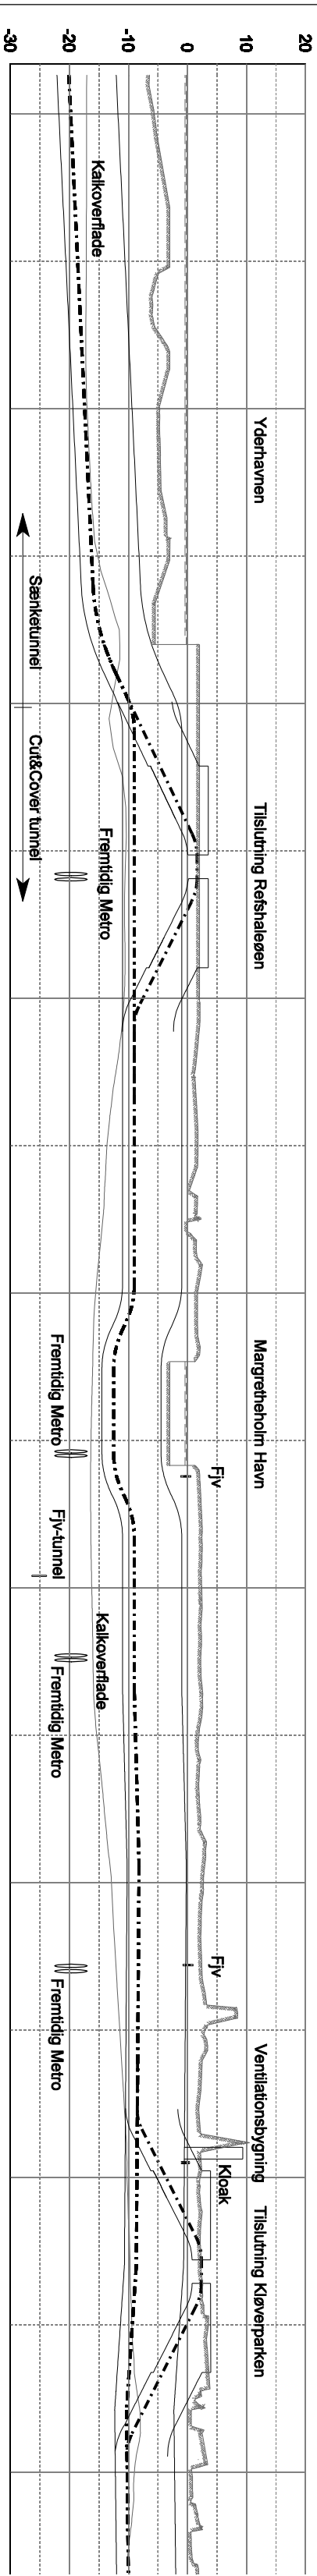 20
10
0
-10
-20
-30
Yderhavnen
Tilslutning Refshaleøen
Margretheholm Havn
Ventilationsbygning
Tilslutning Kløverparken
Fjv
Fjv
Kloak
Kalkoverflade
Fremtidig Metro
Kalkoverflade
Sænketunnel
Cut&Cover tunnel
Fremtidig Metro
Fjv-tunnel
Fremtidig Metro
Fremtidig Metro